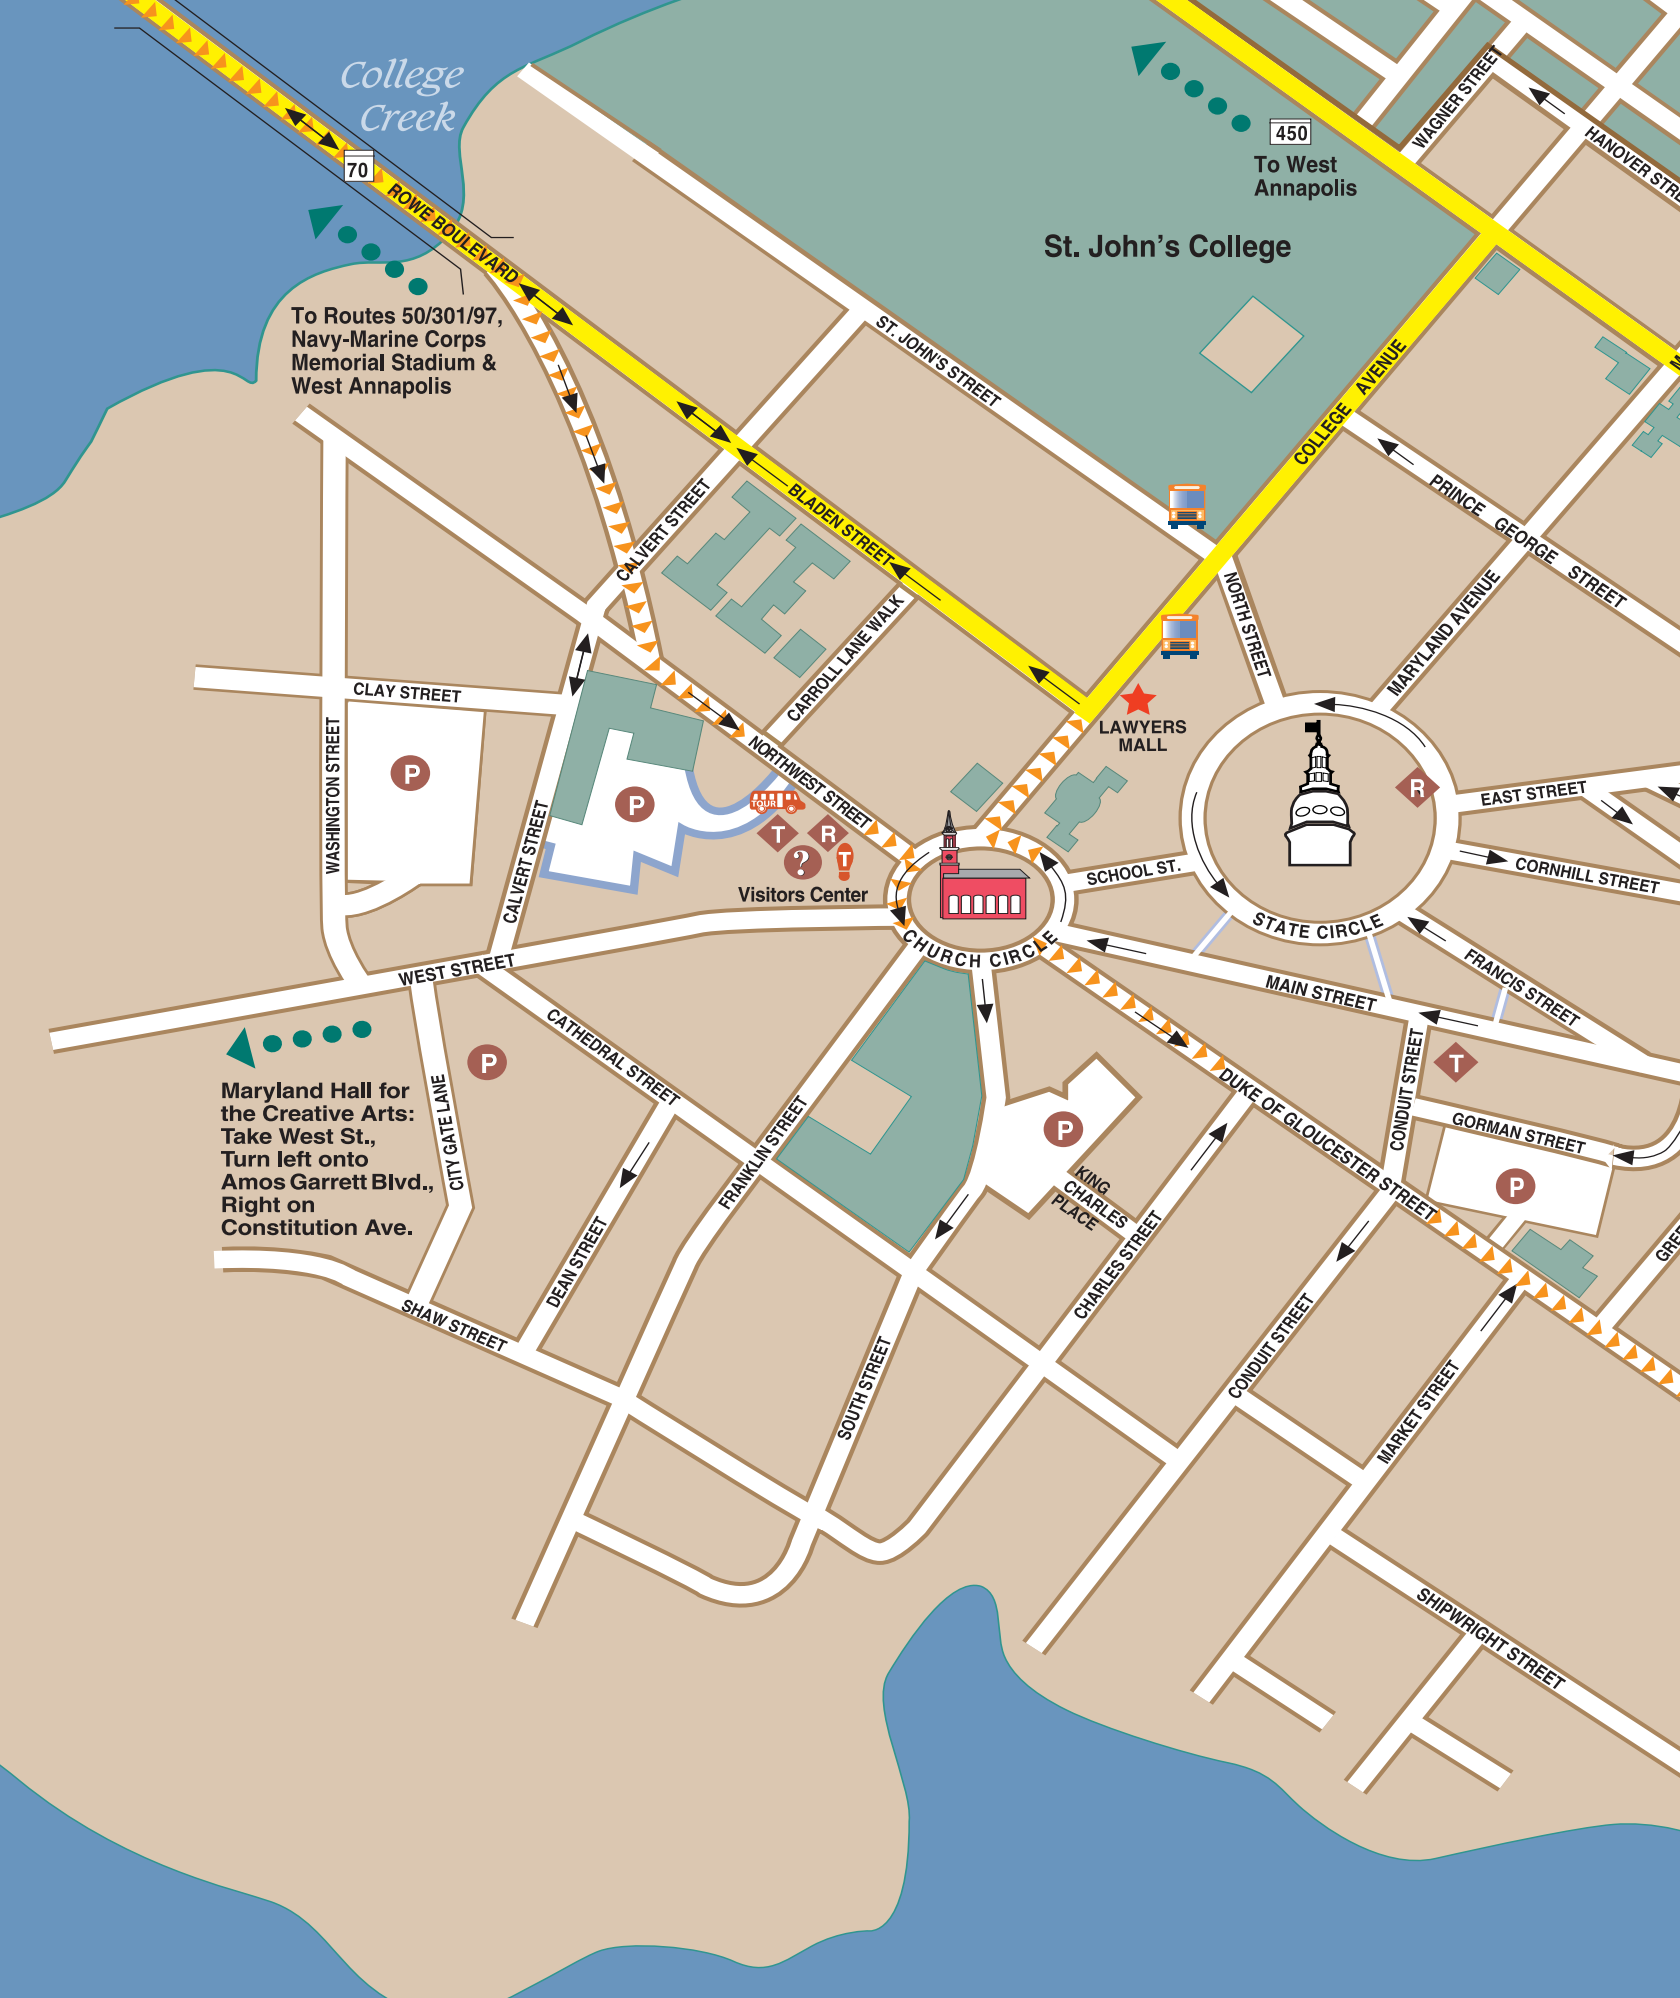 College
Creek
70
ROWE BOULEVARD
To Routes 50/301/97,
Navy-Marine Corps
Memorial Stadium &
West Annapolis
450
To West
Annapolis
WAGNER STREET
HANOVER STRE
St. John's College
ST. JOHN'S STREET
COLLEGE AVENUE
M
PRINCE GEORGE STREET
MARYLAND AVENUE
NORTH STREET
BLADEN STREET
CALVERT STREET
CARROLL LANE WALK
LAWYERS
MALL
CLAY STREET
WASHINGTON STREET
P
P
CALVERT STREET
NORTHWEST STREET
TOUR
T
R
?
T
Visitors Center
R
EAST STREET
CORNHILL STREET
SCHOOL ST.
STATE CIRCLE
CHURCH CIRCLE
FRANCIS STREET
MAIN STREET
WEST STREET
CATHEDRAL STREET
P
Maryland Hall for
the Creative Arts:
Take West St.,
Turn left onto
Amos Garrett Blvd.,
Right on
Constitution Ave.
CITY GATE LANE
FRANKLIN STREET
P
KING
CHARLES
PLACE
DUKE OF GLOUCESTER STREET
CONDUIT STREET
T
GORMAN STREET
P
GREE
DEAN STREET
SHAW STREET
CHARLES STREET
SOUTH STREET
CONDUIT STREET
MARKET STREET
SHIPWRIGHT STREET